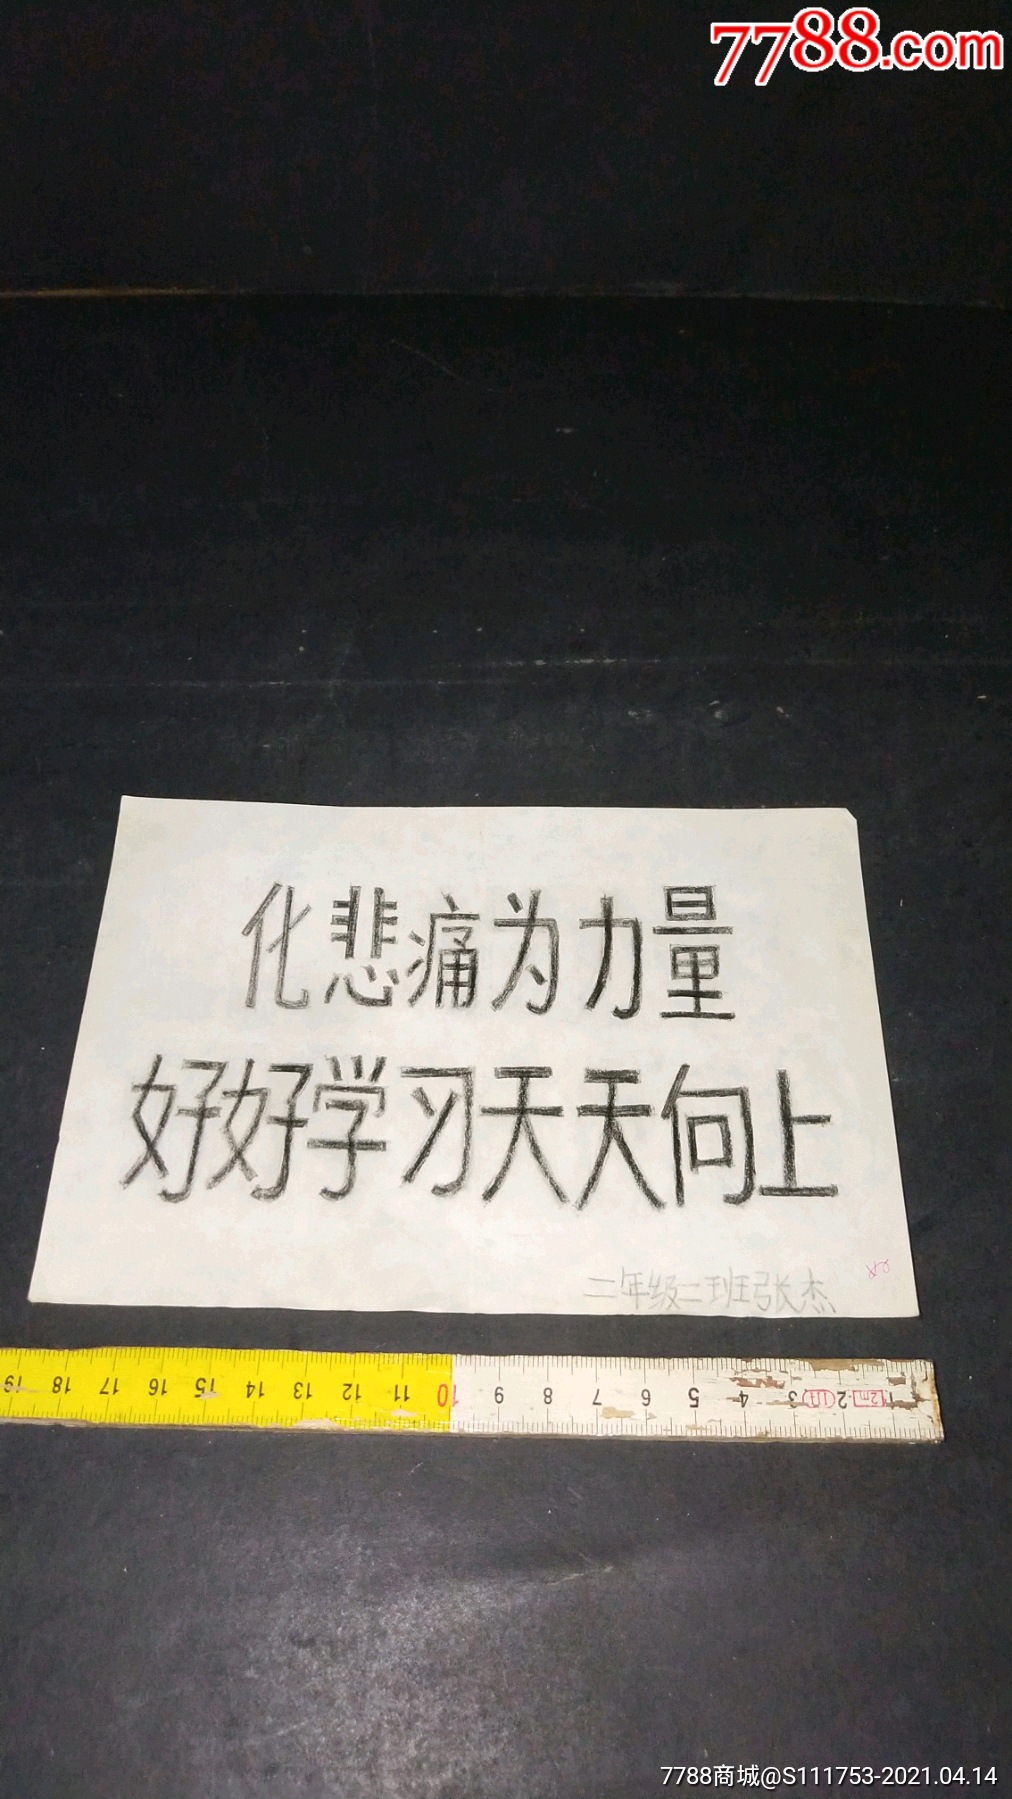 7788.com
化悲痛为力量
好好学习天天向上
二年级二班张杰
19 18 17 16 15 14 13 12 11 10 9 8 7 6 5 4 3 2 1
2m
7788商城@S111753-2021.04.14